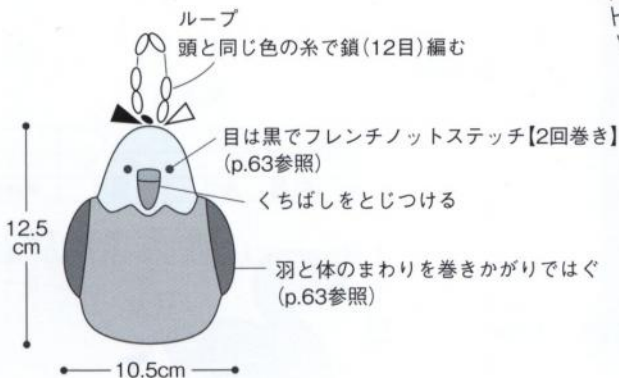 ループ
頭と同じ色の糸で鎖(12目)編む
目は黒でフレンチノットステッチ【2回巻き】
(p.63参照)
くちばしをとじつける
12.5
cm
羽と体のまわりを巻きかがりではぐ
(p.63参照)
10.5cm